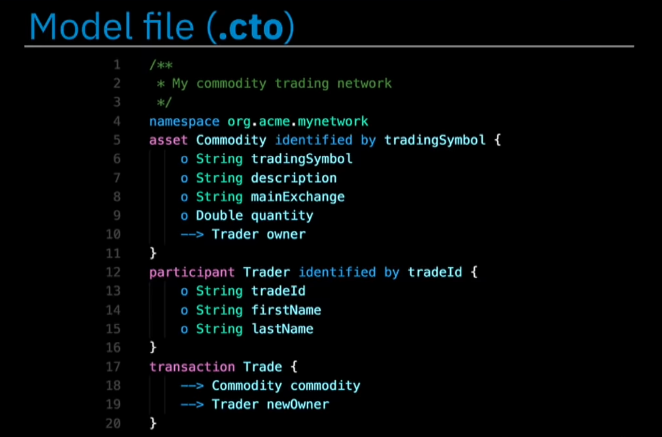 Model file (.cto)
1 /**
2 * My commodity trading network
3 */
4 namespace org.acme.mynetwork
5 asset Commodity identified by tradingSymbol {
6 o String tradingSymbol
7 o String description
8 o String mainExchange
9 o Double quantity
10 --> Trader owner
11 }
12 participant Trader identified by tradeId {
13 o String tradeId
14 o String firstName
15 o String lastName
16 }
17 transaction Trade {
18 --> Commodity commodity
19 --> Trader newOwner
20 }